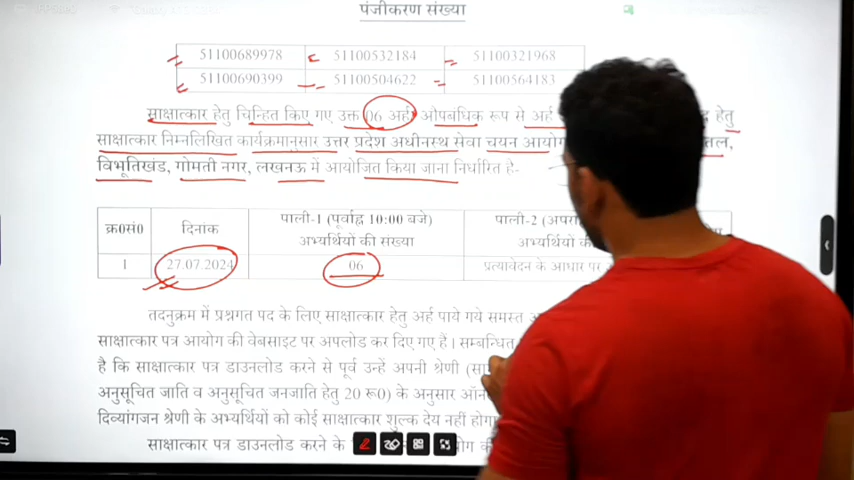 पंजीकरण संख्या
51100689978 51100532184 51100321968
51100690399 51100504622 51100564183
साक्षात्कार हेतु चिन्हित किए गए उक्त 06 अर्ह औपबंधिक रूप से अर्ह हेतु
साक्षात्कार निम्नलिखित कार्यक्रमानुसार उत्तर प्रदेश अधीनस्थ सेवा चयन आयोग तल,
विभूतिखंड, गोमती नगर, लखनऊ में आयोजित किया जाना निर्धारित है-
क्र0सं0 दिनांक पाली-1 (पूर्वाह्न 10:00 बजे) अभ्यर्थियों की संख्या पाली-2
अभ्यर्थियों की
1 27.07.2024 06 प्रत्यावेदन के आधार पर
तदनुक्रम में प्रश्नगत पद के लिए साक्षात्कार हेतु अर्ह पाये गये समस्त
साक्षात्कार पत्र आयोग की वेबसाइट पर अपलोड कर दिए गए हैं। सम्बन्धित
है कि साक्षात्कार पत्र डाउनलोड करने से पूर्व उन्हें अपनी श्रेणी
अनुसूचित जाति व अनुसूचित जनजाति हेतु 20 रू0) के अनुसार
दिव्यांगजन श्रेणी के अभ्यर्थियों को कोई साक्षात्कार शुल्क देय नहीं होगा
साक्षात्कार पत्र डाउनलोड करने के